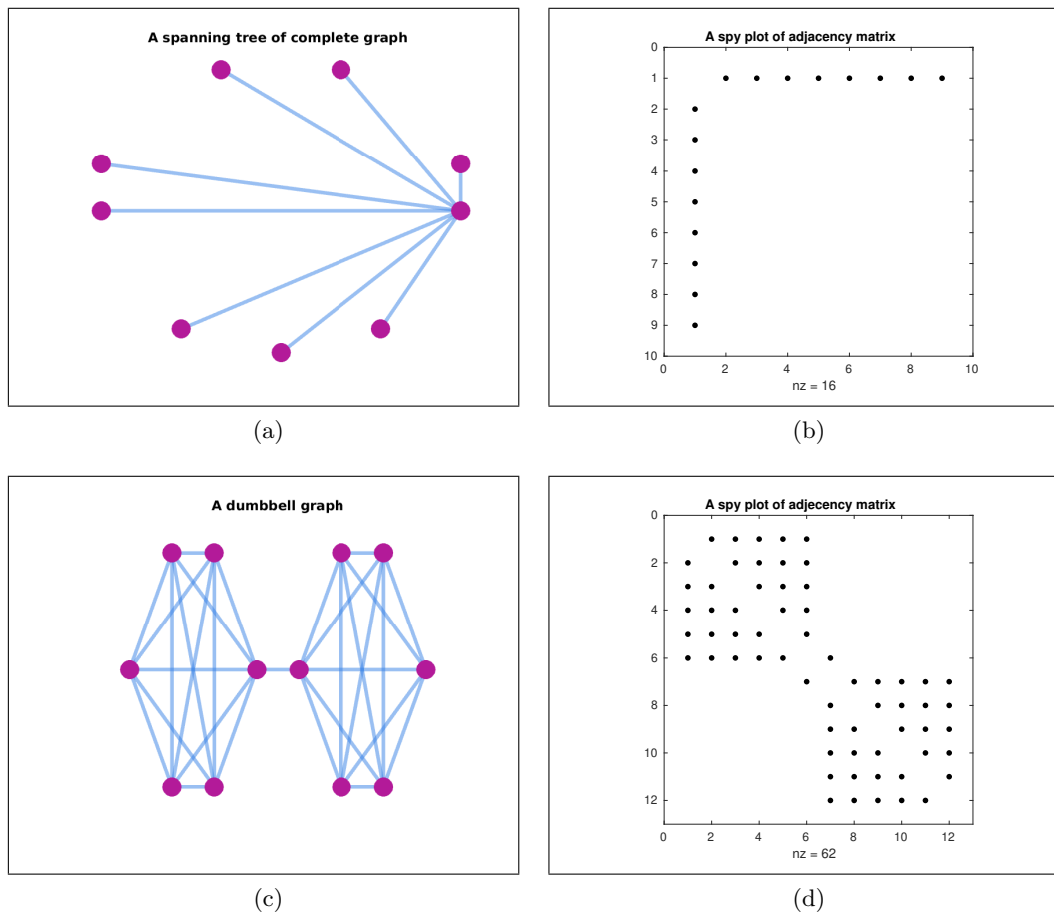 A spanning tree of complete graph
(a)
A spy plot of adjacency matrix
0
1
2
3
4
5
6
7
8
9
10
0 2 4 6 8 10
nz = 16
(b)
A dumbbell graph
(c)
A spy plot of adjecency matrix
0
2
4
6
8
10
12
0 2 4 6 8 10 12
nz = 62
(d)